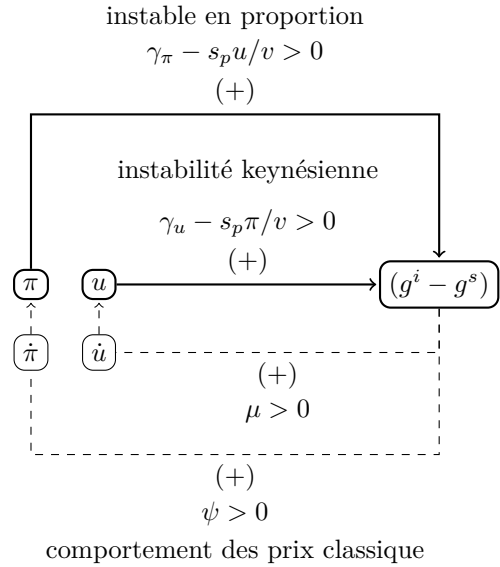 instable en proportion
γ_π − s_p u/v > 0
(+)
instabilité keynésienne
γ_u − s_p π/v > 0
(+)
π u (g^i − g^s)
π̇ u̇
(+)
μ > 0
(+)
ψ > 0
comportement des prix classique